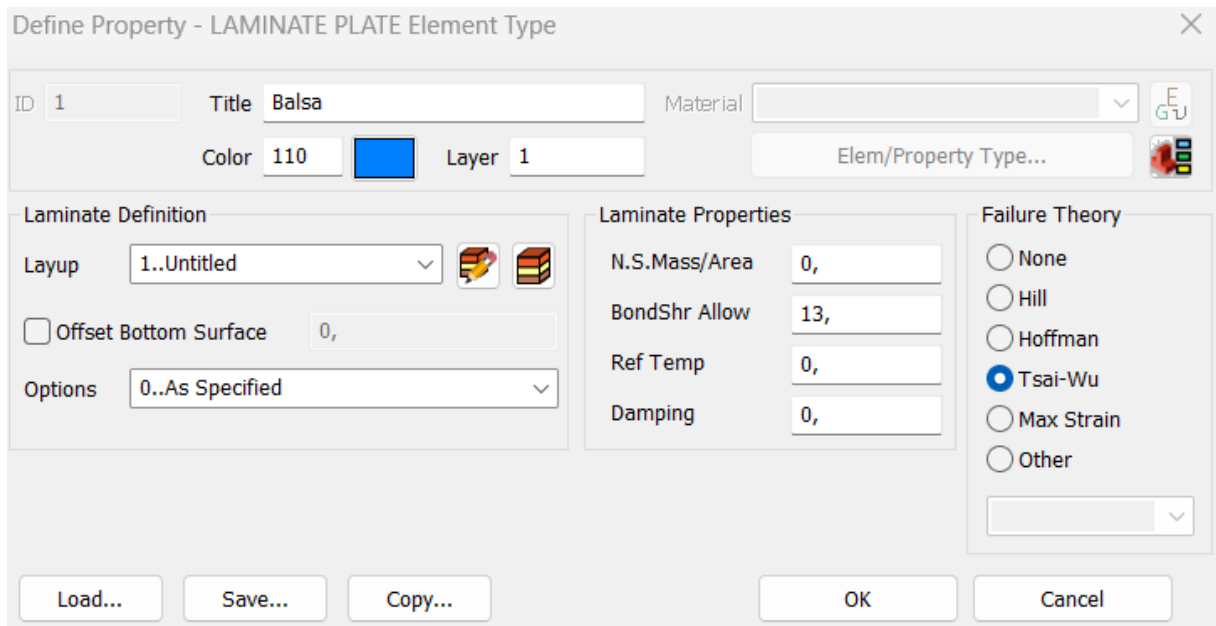 Define Property - LAMINATE PLATE Element Type
ID 1 Title Balsa Material
Color 110 Layer 1 Elem/Property Type...
Laminate Definition
Layup 1..Untitled
Offset Bottom Surface 0,
Options 0..As Specified
Laminate Properties
N.S.Mass/Area 0,
BondShr Allow 13,
Ref Temp 0,
Damping 0,
Failure Theory
None
Hill
Hoffman
Tsai-Wu
Max Strain
Other
Load... Save... Copy... OK Cancel